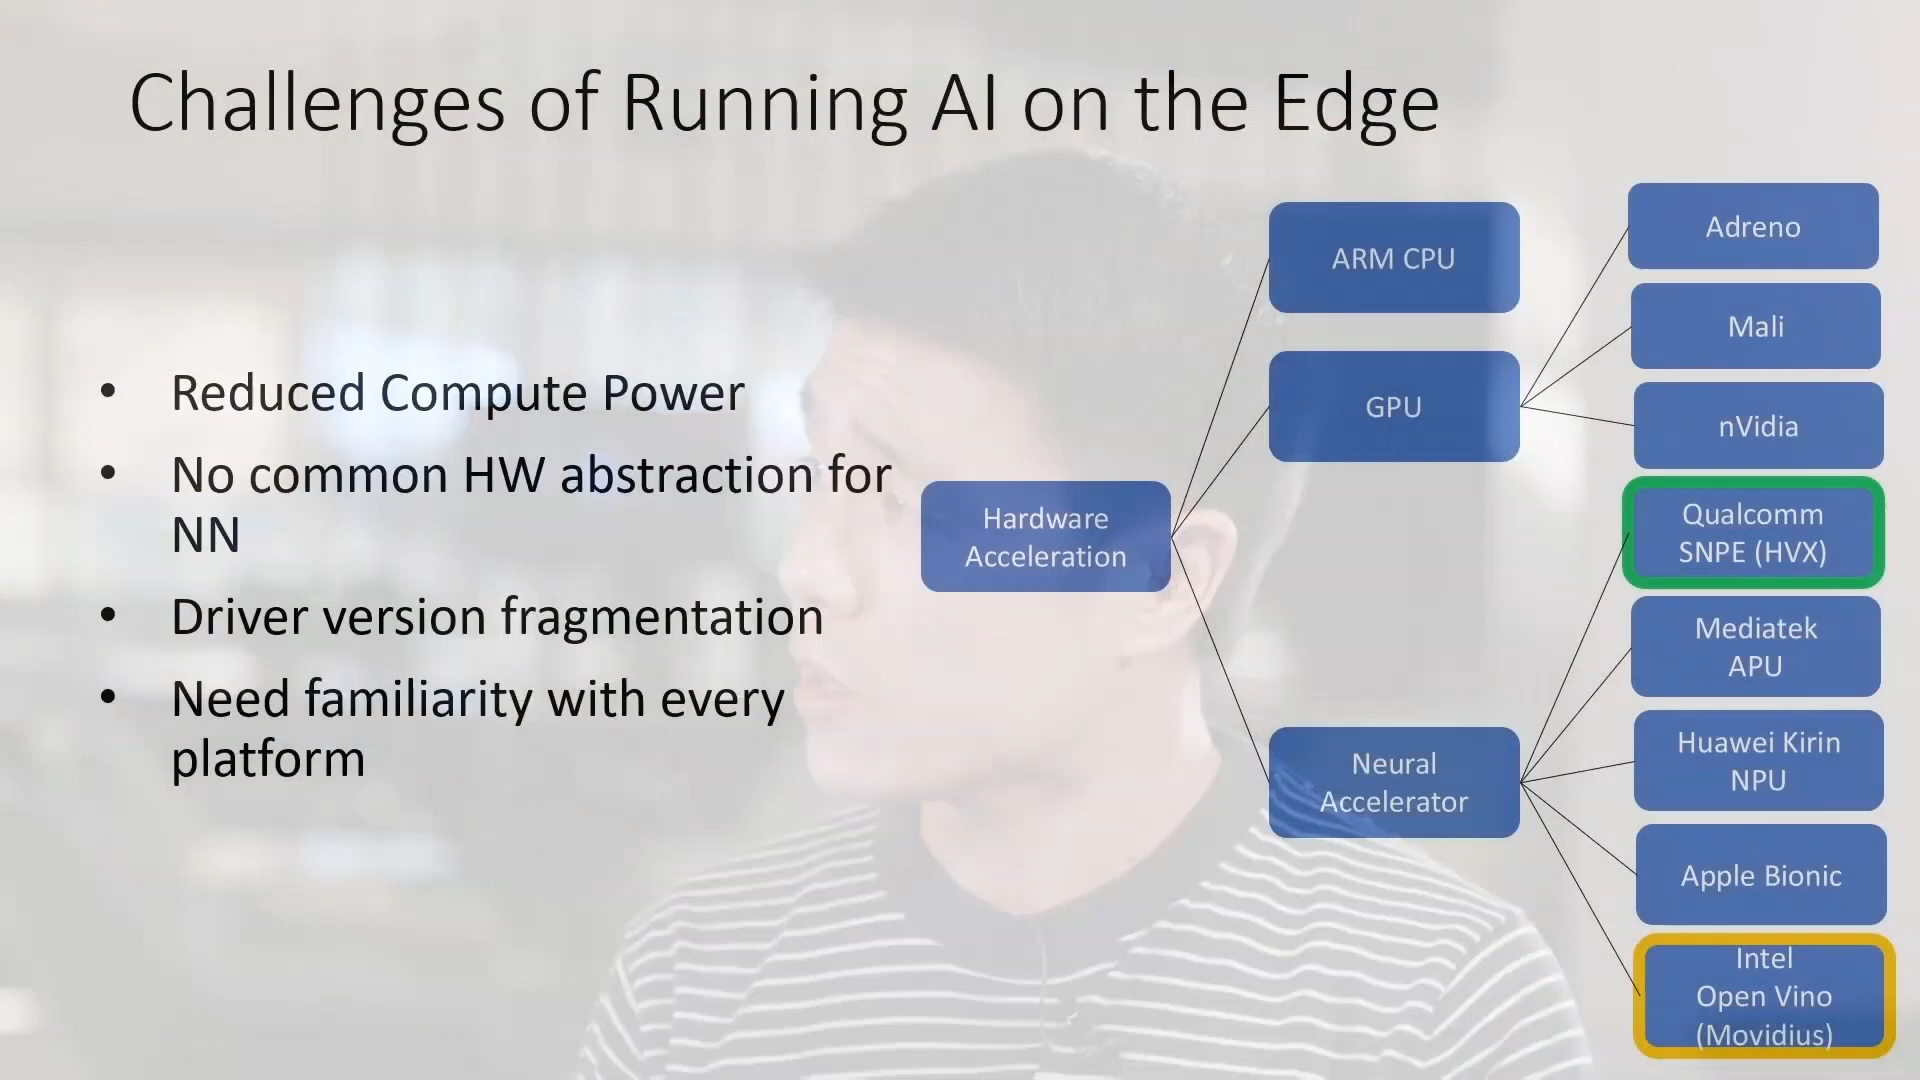 Challenges of Running AI on the Edge
• Reduced Compute Power
• No common HW abstraction for
NN
• Driver version fragmentation
• Need familiarity with every
platform
Hardware
Acceleration
ARM CPU
GPU
Neural
Accelerator
Adreno
Mali
nVidia
Qualcomm
SNPE (HVX)
Mediatek
APU
Huawei Kirin
NPU
Apple Bionic
Intel
Open Vino
(Movidius)